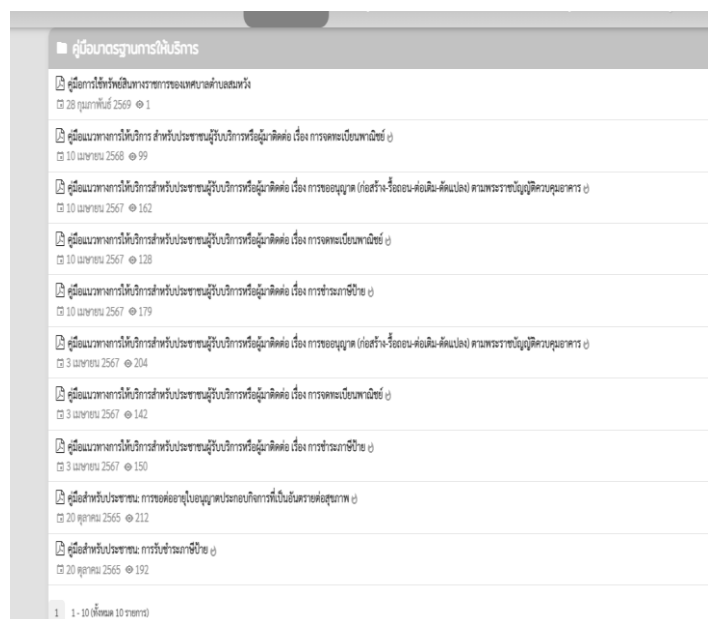 คู่มือมาตรฐานการให้บริการ
คู่มือการใช้ทรัพย์สินทางราชการของเทศบาลตำบลสมหวัง
28 กุมภาพันธ์ 2569 1
คู่มือแนวทางการให้บริการ สำหรับประชาชนผู้รับบริการหรือผู้มาติดต่อ เรื่อง การจดทะเบียนพาณิชย์
10 เมษายน 2568 99
คู่มือแนวทางการให้บริการสำหรับประชาชนผู้รับบริการหรือผู้มาติดต่อ เรื่อง การขออนุญาต (ก่อสร้าง-รื้อถอน-ต่อเติม-ดัดแปลง) ตามพระราชบัญญัติควบคุมอาคาร
10 เมษายน 2567 162
คู่มือแนวทางการให้บริการสำหรับประชาชนผู้รับบริการหรือผู้มาติดต่อ เรื่อง การจดทะเบียนพาณิชย์
10 เมษายน 2567 128
คู่มือแนวทางการให้บริการสำหรับประชาชนผู้รับบริการหรือผู้มาติดต่อ เรื่อง การชำระภาษีป้าย
10 เมษายน 2567 179
คู่มือแนวทางการให้บริการสำหรับประชาชนผู้รับบริการหรือผู้มาติดต่อ เรื่อง การขออนุญาต (ก่อสร้าง-รื้อถอน-ต่อเติม-ดัดแปลง) ตามพระราชบัญญัติควบคุมอาคาร
3 เมษายน 2567 204
คู่มือแนวทางการให้บริการสำหรับประชาชนผู้รับบริการหรือผู้มาติดต่อ เรื่อง การจดทะเบียนพาณิชย์
3 เมษายน 2567 142
คู่มือแนวทางการให้บริการสำหรับประชาชนผู้รับบริการหรือผู้มาติดต่อ เรื่อง การชำระภาษีป้าย
3 เมษายน 2567 150
คู่มือสำหรับประชาชน: การขอต่ออายุใบอนุญาตประกอบกิจการที่เป็นอันตรายต่อสุขภาพ
20 ตุลาคม 2565 212
คู่มือสำหรับประชาชน: การรับชำระภาษีป้าย
20 ตุลาคม 2565 192
1 1 - 10 (ทั้งหมด 10 รายการ)